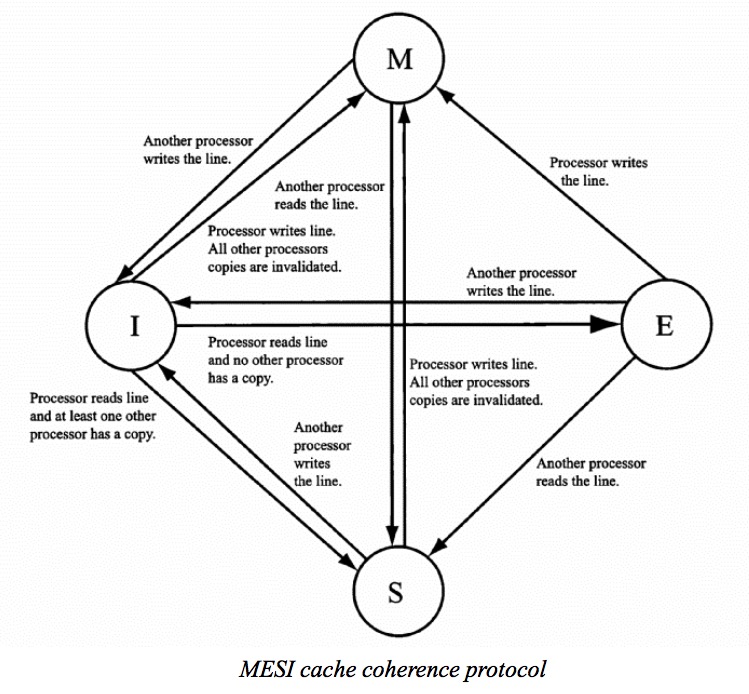 M
Another processor
writes the line.
Processor writes
the line.
Another processor
reads the line.
Processor writes line.
All other processors
copies are invalidated.
Another processor
writes the line.
I
E
Processor reads line
and no other processor
has a copy.
Processor writes line.
All other processors
copies are invalidated.
Processor reads line
and at least one other
processor has a copy.
Another
processor
writes
the line.
Another processor
reads the line.
S
MESI cache coherence protocol